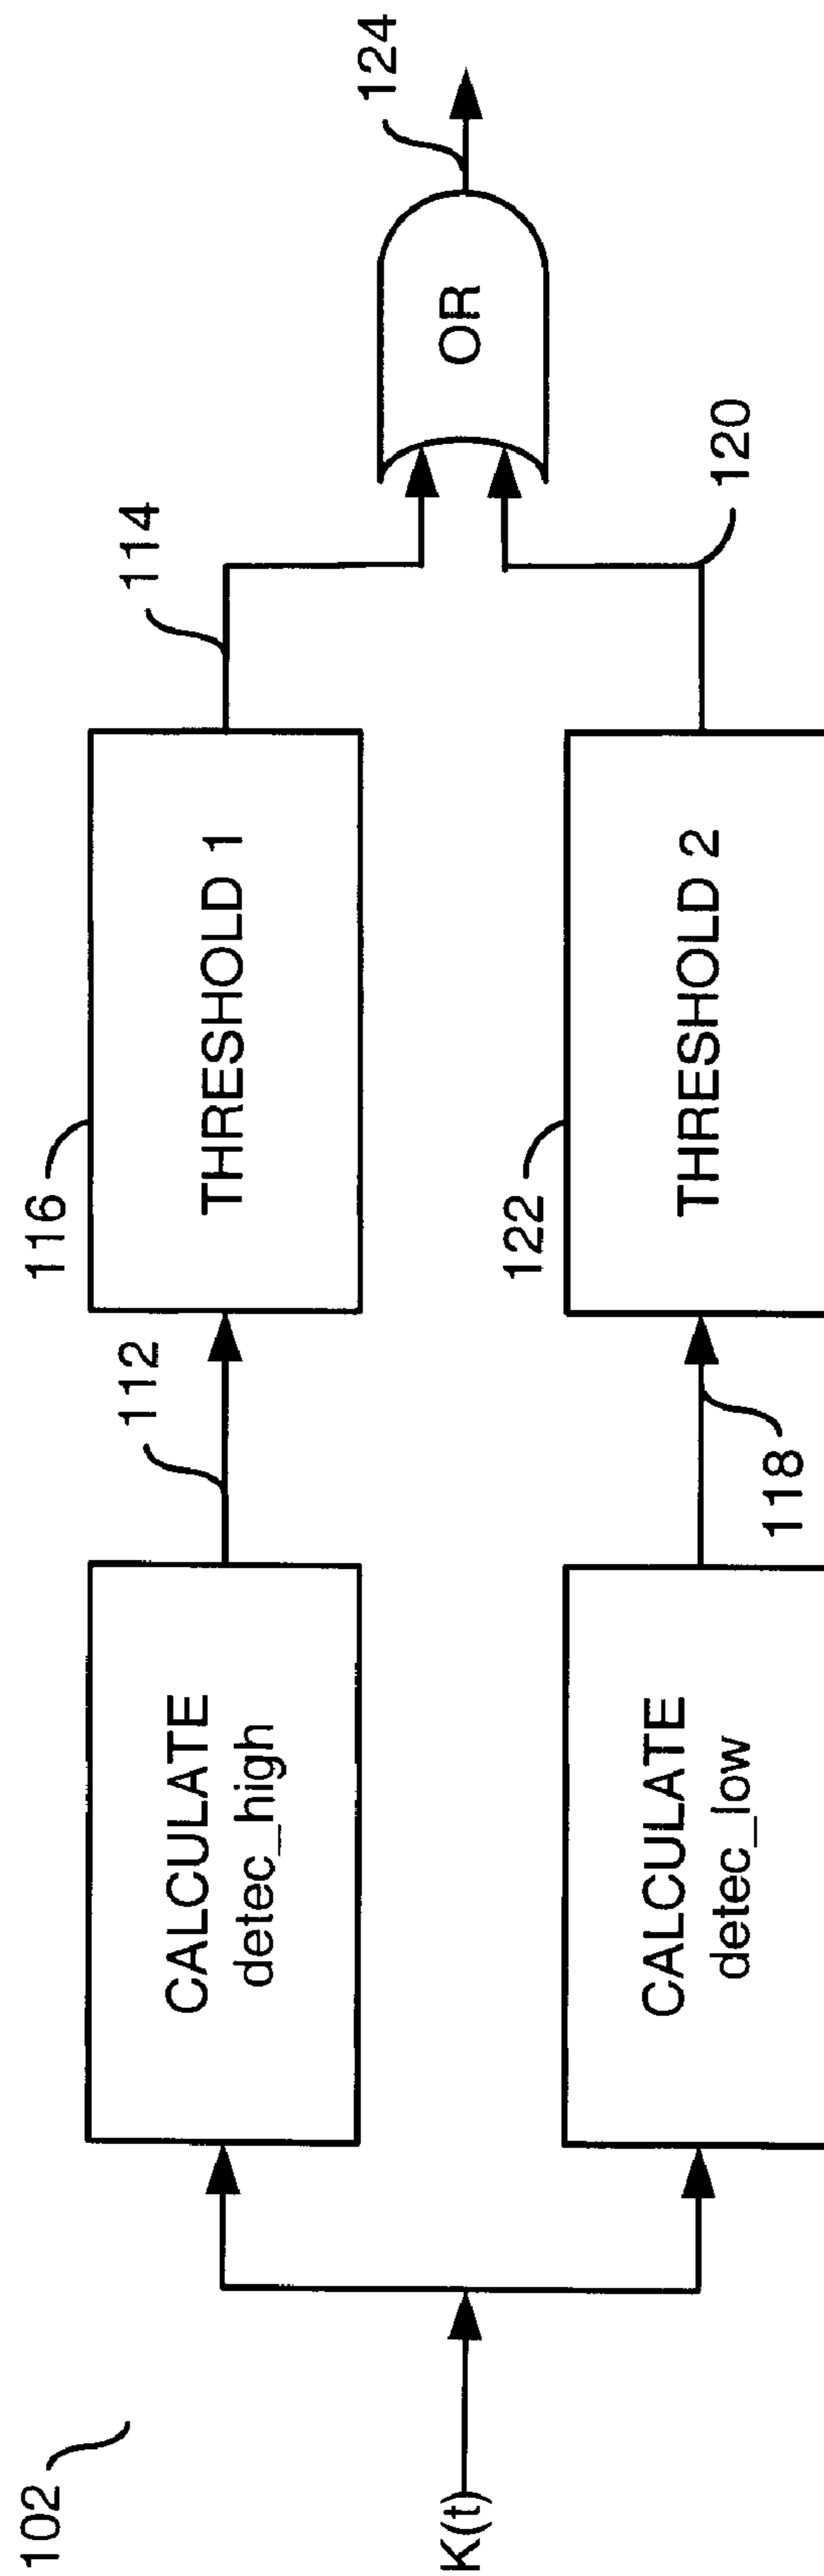 102
K(t)
CALCULATE
detec_high
112
116
THRESHOLD 1
114
CALCULATE
detec_low
118
122
THRESHOLD 2
120
OR
124